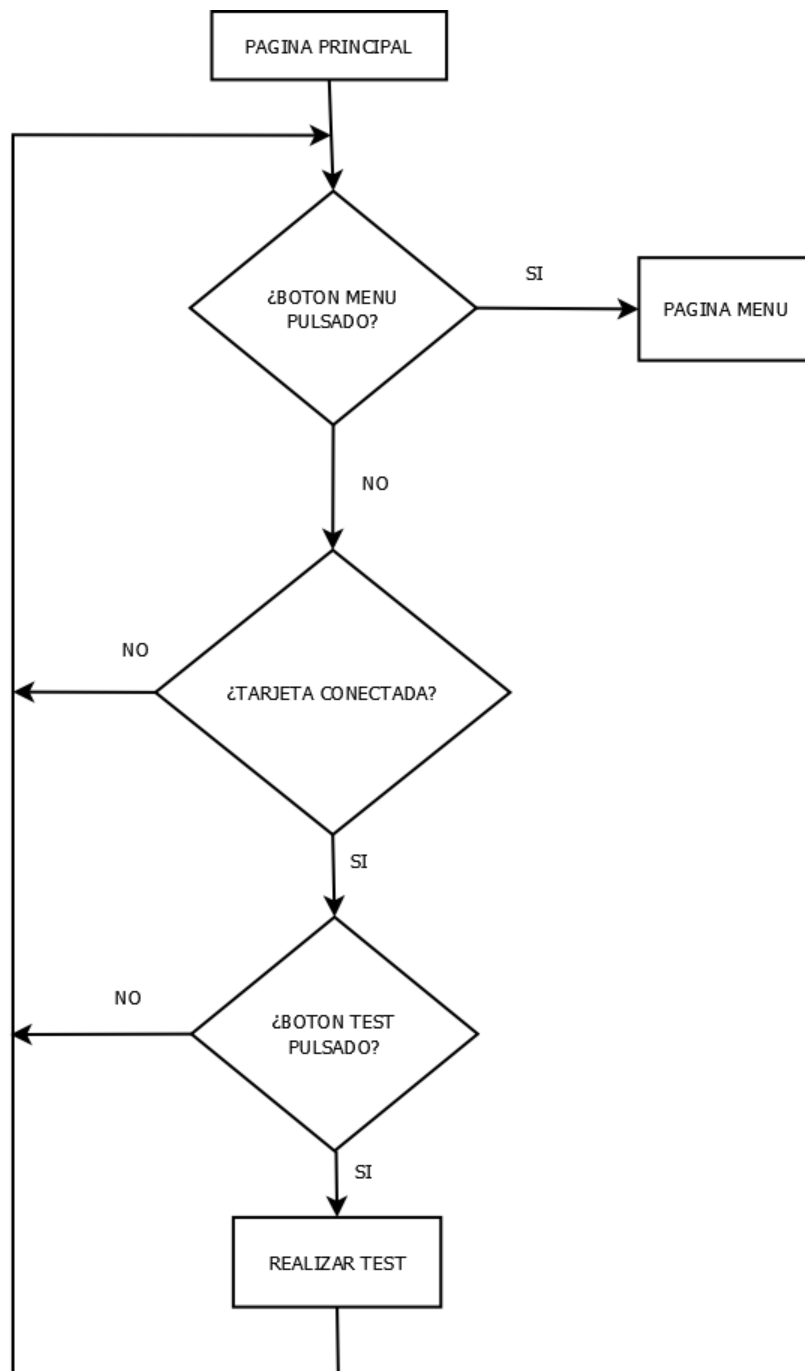 PAGINA PRINCIPAL
SI
¿BOTON MENU
PULSADO?
PAGINA MENU
NO
NO
¿TARJETA CONECTADA?
SI
NO
¿BOTON TEST
PULSADO?
SI
REALIZAR TEST